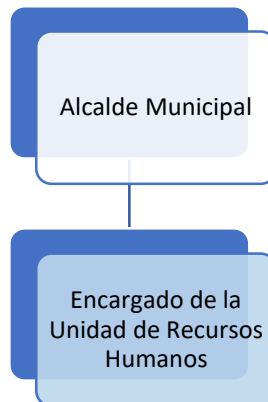 Alcalde Municipal
Encargado de la
Unidad de Recursos
Humanos